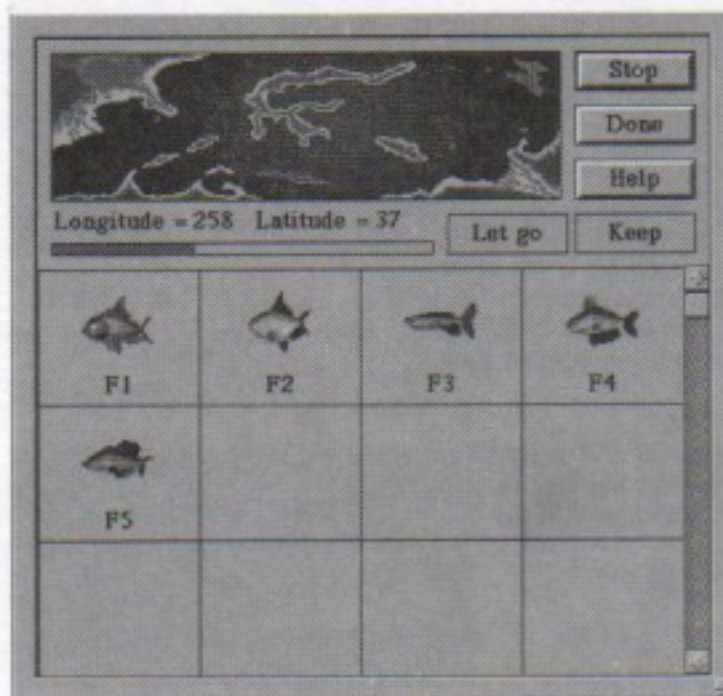 Stop
Done
Help
Longitude = 258 Latitude = 37
Let go Keep
F1 F2 F3 F4
F5